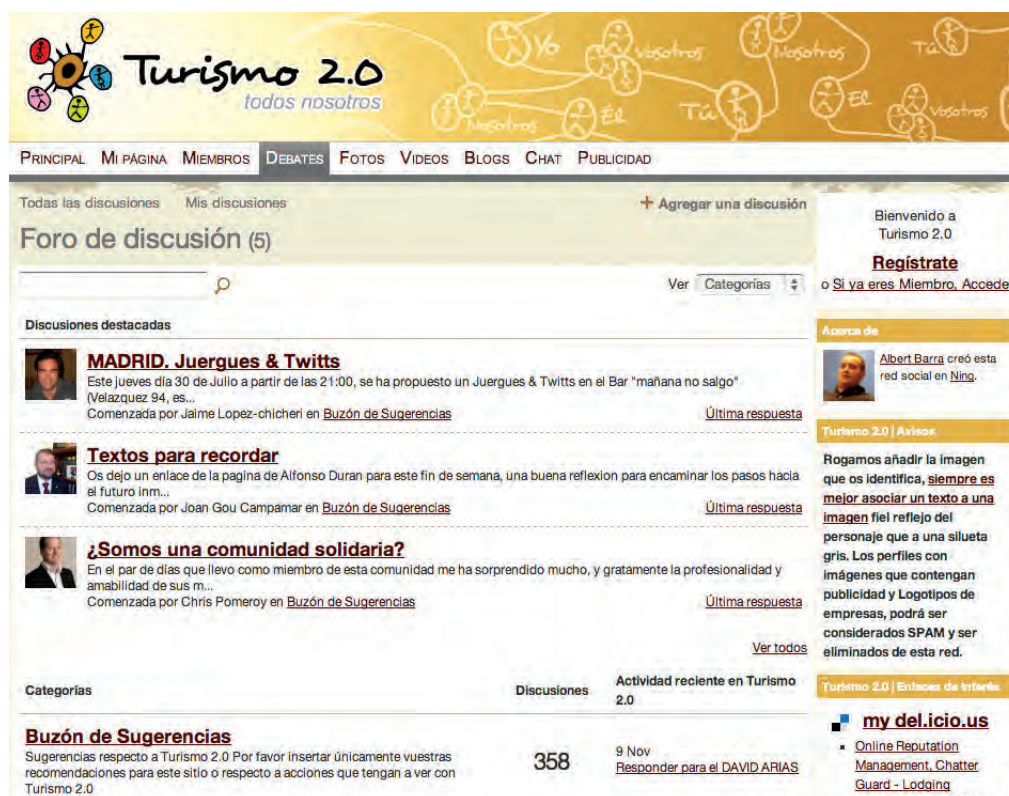 Turismo 2.0
todos nosotros
Yo
Vosotros
Nosotros
Tú
Nosotros
Él
Tú
Él
Vosotros
PRINCIPAL MI PÁGINA MIEMBROS DEBATES FOTOS VIDEOS BLOGS CHAT PUBLICIDAD
Todas las discusiones Mis discusiones
+ Agregar una discusión
Foro de discusión (5)
Ver Categorías
Discusiones destacadas
MADRID. Juergues & Twitts
Este jueves día 30 de Julio a partir de las 21:00, se ha propuesto un Juergues & Twitts en el Bar "mañana no salgo"
(Velazquez 94, es...
Comenzada por Jaime Lopez-chicheri en Buzón de Sugerencias
Última respuesta
Textos para recordar
Os dejo un enlace de la pagina de Alfonso Duran para este fin de semana, una buena reflexion para encaminar los pasos hacia
el futuro inm...
Comenzada por Joan Gou Campamar en Buzón de Sugerencias
Última respuesta
¿Somos una comunidad solidaria?
En el par de días que llevo como miembro de esta comunidad me ha sorprendido mucho, y gratamente la profesionalidad y
amabilidad de sus m...
Comenzada por Chris Pomeroy en Buzón de Sugerencias
Última respuesta
Ver todos
Categorías
Discusiones
Actividad reciente en Turismo
2.0
Buzón de Sugerencias
Sugerencias respecto a Turismo 2.0 Por favor insertar únicamente vuestras
recomendaciones para este sitio o respecto a acciones que tengan a ver con
Turismo 2.0
358
9 Nov
Responder para el DAVID ARIAS
Bienvenido a
Turismo 2.0
Regístrate
o Si ya eres Miembro, Accede
Acerca de
Albert Barra creó esta
red social en Ning.
Turismo 2.0 | Avisos
Rogamos añadir la imagen
que os identifica, siempre es
mejor asociar un texto a una
imagen fiel reflejo del
personaje que a una silueta
gris. Los perfiles con
imágenes que contengan
publicidad y Logotipos de
empresas, podrá ser
considerados SPAM y ser
eliminados de esta red.
Turismo 2.0 | Enlaces de Interés
my del.icio.us
Online Reputation
Management, Chatter
Guard - Lodging